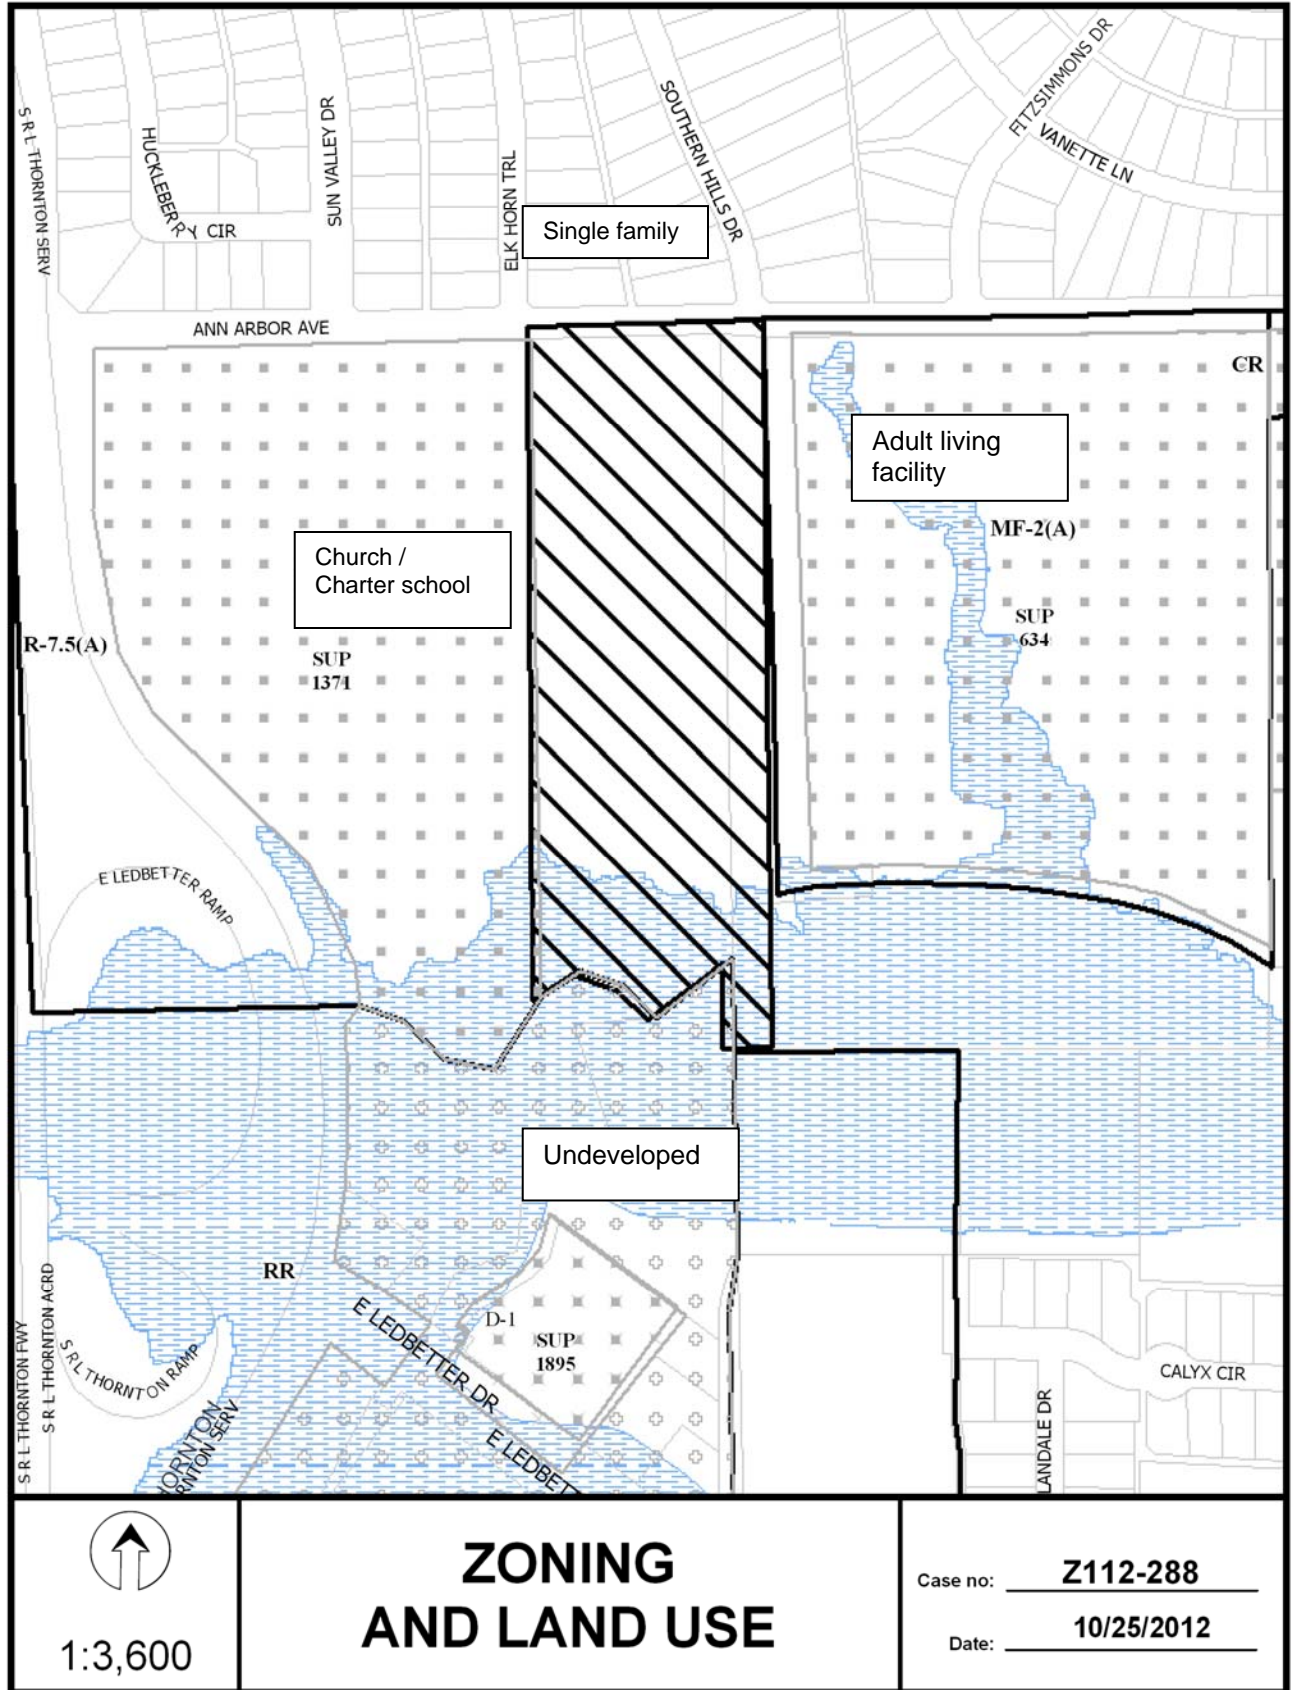 S R L THORNTON SERV
HUCKLEBERRY CIR
SUN VALLEY DR
ELK HORN TRL
SOUTHERN HILLS DR
FITZSIMMONS DR
VANETTE LN
Single family
ANN ARBOR AVE
CR
Adult living
facility
MF-2(A)
Church /
Charter school
SUP
634
R-7.5(A)
SUP
1371
E LEDBETTER RAMP
Undeveloped
RR
E LEDBETTER DR
D-1
SUP
1895
S R L THORNTON FWY
S R L THORNTON ACRD
S R L THORNTON RAMP
HORNTON
RNTON SERV
E LEDBETT
CALYX CIR
LANDALE DR
1:3,600
ZONING
AND LAND USE
Case no: Z112-288
Date: 10/25/2012